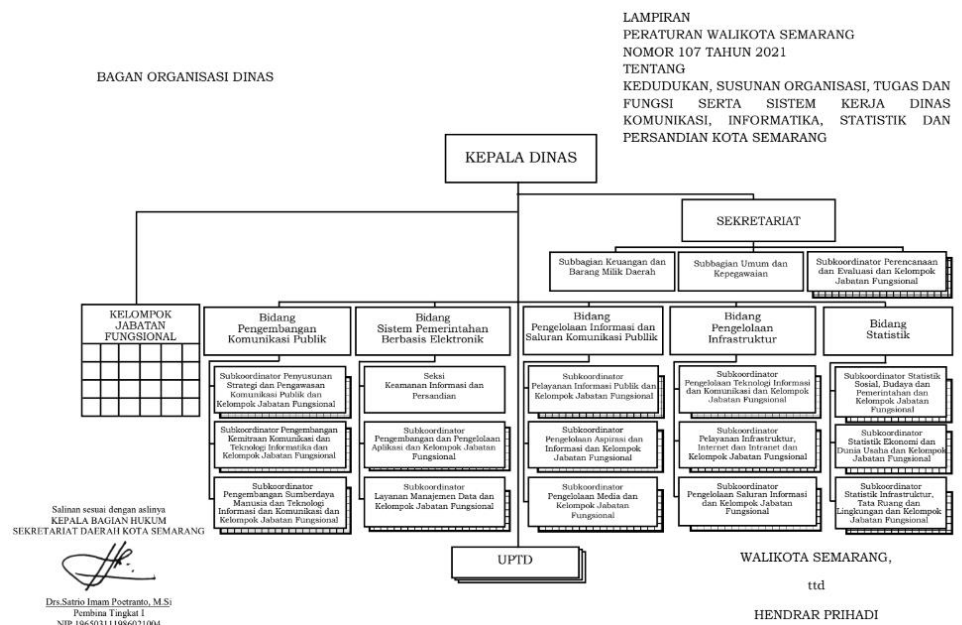 LAMPIRAN
PERATURAN WALIKOTA SEMARANG
NOMOR 107 TAHUN 2021
TENTANG
KEDUDUKAN, SUSUNAN ORGANISASI, TUGAS DAN
FUNGSI SERTA SISTEM KERJA DINAS
KOMUNIKASI, INFORMATIKA, STATISTIK DAN
PERSANDIAN KOTA SEMARANG
BAGAN ORGANISASI DINAS
KEPALA DINAS
SEKRETARIAT
Subbagian Keuangan dan
Barang Milik Daerah
Subbagian Umum dan
Kepegawaian
Subkoordinator Perencanaan
dan Evaluasi dan Kelompok
Jabatan Fungsional
KELOMPOK
JABATAN
FUNGSIONAL
Bidang
Pengembangan
Komunikasi Publik
Subkoordinator Penyusunan
Strategi dan Pengawasan
Komunikasi Publik dan
Kelompok Jabatan Fungsional
Subkoordinator Pengembangan
Kemitraan Komunikasi dan
Teknologi Informatika dan
Kelompok Jabatan Fungsional
Subkoordinator
Pengembangan Sumberdaya
Manusia dan Teknologi
Informasi dan Komunikasi dan
Kelompok Jabatan Fungsional
Bidang
Sistem Pemerintahan
Berbasis Elektronik
Seksi
Keamanan Informasi dan
Persandian
Subkoordinator
Pengembangan dan Pengelolaan
Aplikasi dan Kelompok Jabatan
Fungsional
Subkoordinator
Layanan Manajemen Data dan
Kelompok Jabatan Fungsional
Bidang
Pengelolaan Informasi dan
Saluran Komunikasi Publlik
Subkoordinator
Pelayanan Informasi Publik dan
Kelompok Jabatan Fungsional
Subkoordinator
Pengelolaan Aspirasi dan
Informasi dan Kelompok
Jabatan Fungsional
Subkoordinator
Pengelolaan Media dan
Kelompok Jabatan
Fungsional
Bidang
Pengelolaan
Infrastruktur
Subkoordinator
Pengelolaan Teknologi Informasi
dan Komunikasi dan Kelompok
Jabatan Fungsional
Subkoordinator
Pelayanan Infrastruktur,
Internet dan Intranet dan
Kelompok Jabatan Fungsional
Subkoordinator
Pengelolaan Saluran Informasi
dan Kelompok Jabatan
Fungsional
Bidang
Statistik
Subkoordinator Statistik
Sosial, Budaya dan
Pemerintahan dan
Kelompok Jabatan
Fungsional
Subkoordinator
Statistik Ekonomi dan
Dunia Usaha dan Kelompok
Jabatan Fungsional
Subkoordinator
Statistik Infrastruktur,
Tata Ruang dan
Lingkungan dan Kelompok
Jabatan Fungsional
UPTD
Salinan sesuai dengan aslinya
KEPALA BAGIAN HUKUM
SEKRETARIAT DAERAH KOTA SEMARANG
Drs.Satrio Imam Poetranto, M.Si
Pembina Tingkat I
NIP 196503111986021004
WALIKOTA SEMARANG,
ttd
HENDRAR PRIHADI